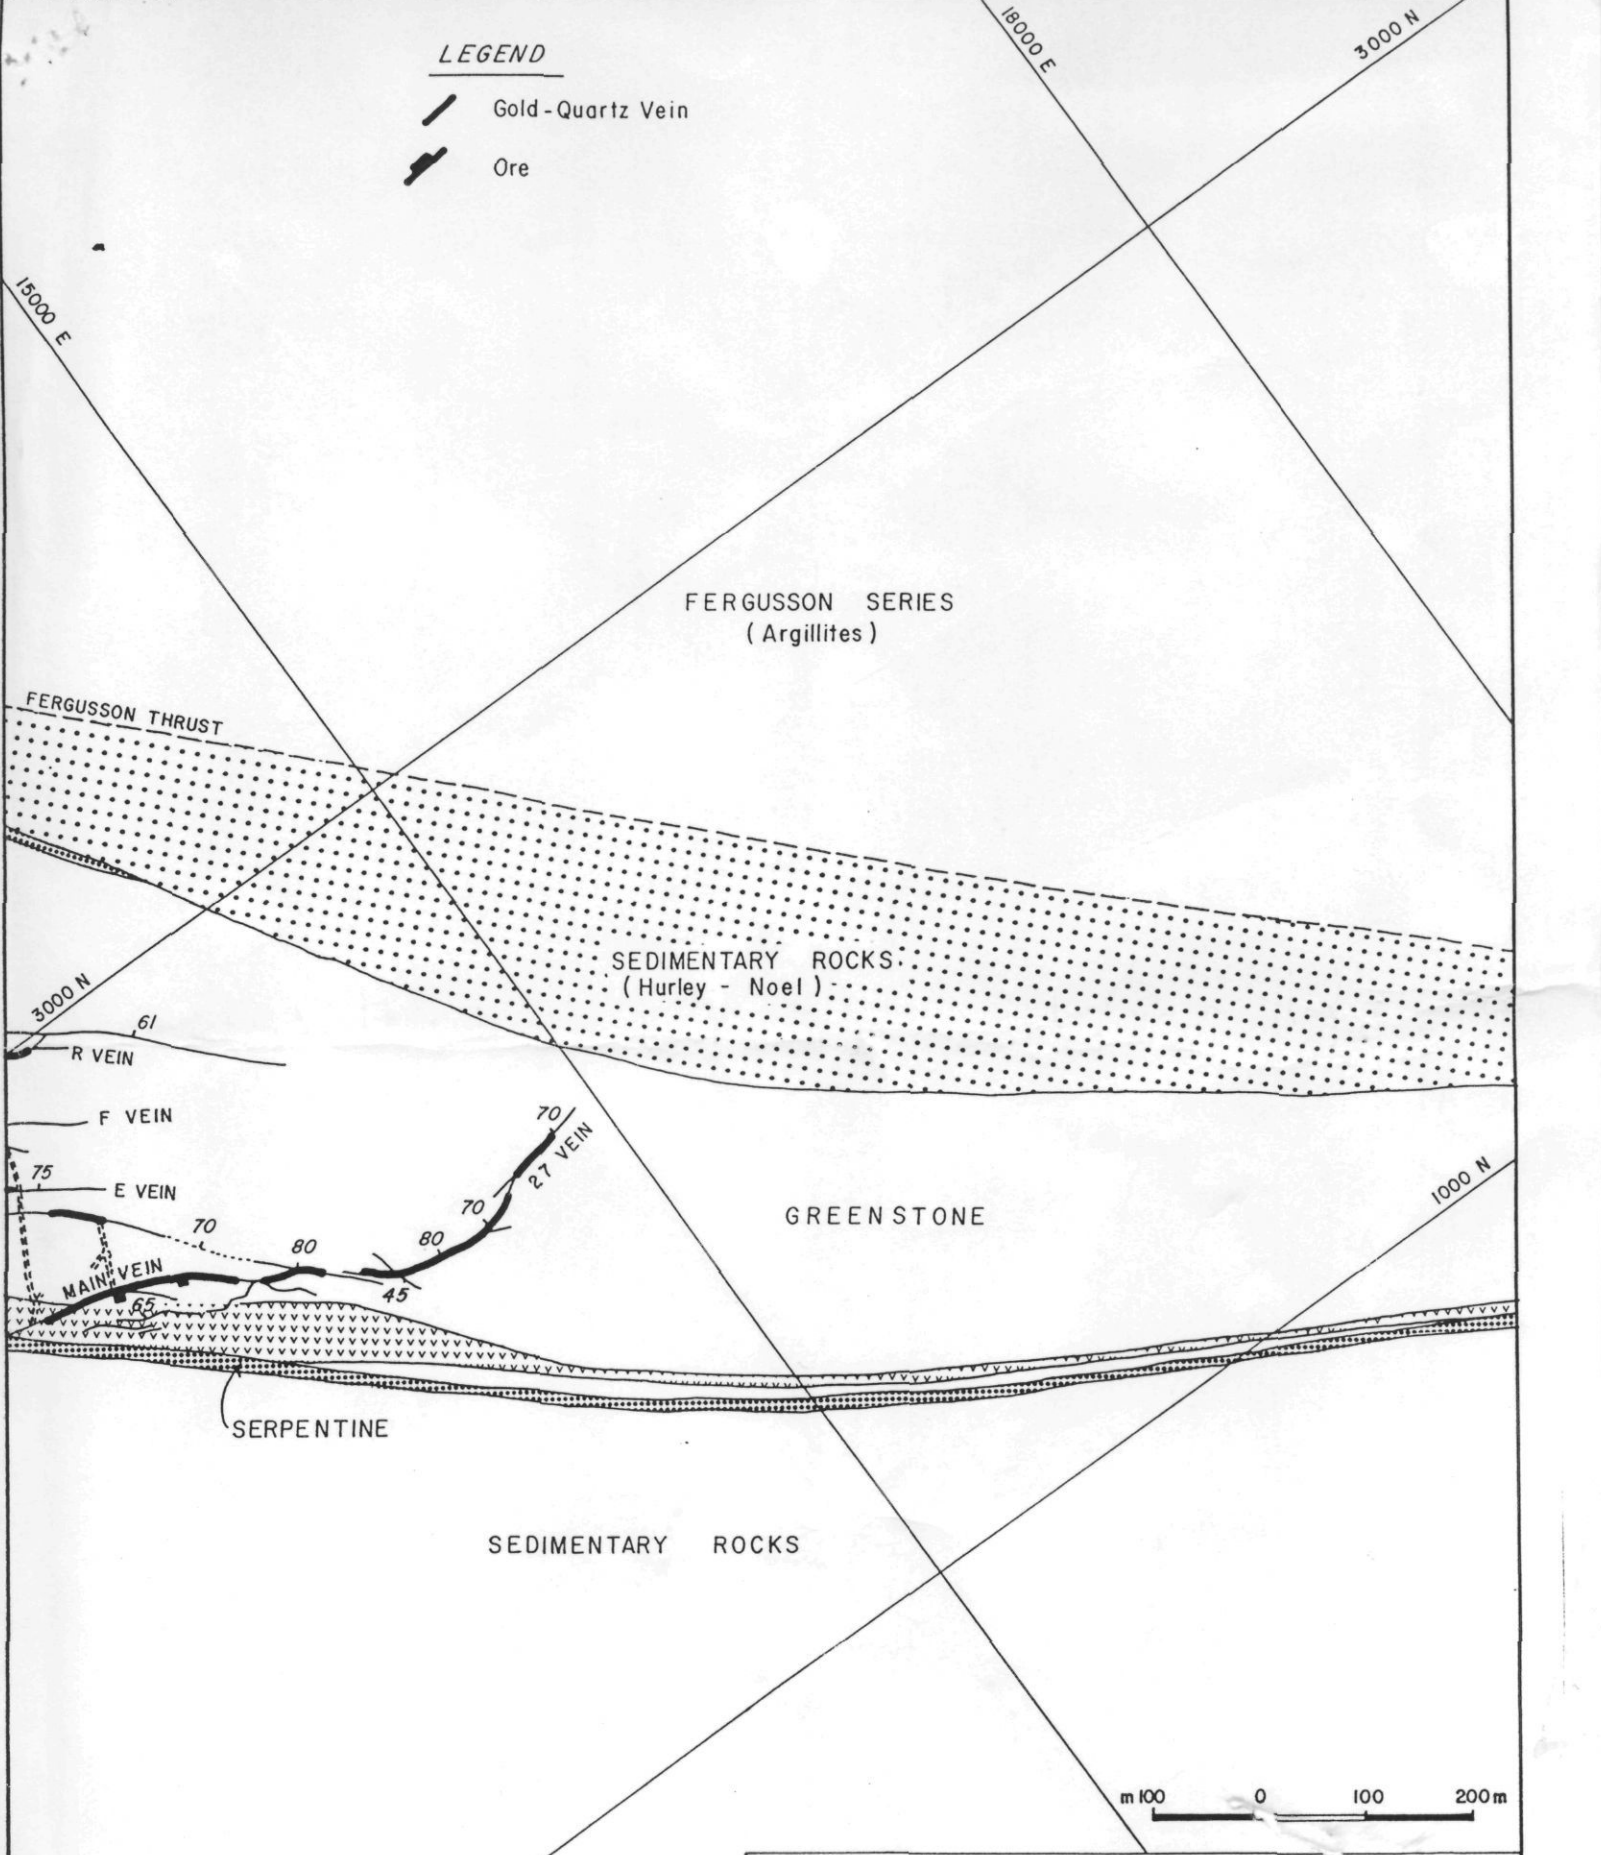 LEGEND
Gold-Quartz Vein
Ore
18000 E
3000 N
15000 E
FERGUSSON SERIES
(Argillites)
FERGUSSON THRUST
SEDIMENTARY ROCKS
(Hurley - Noel)
3000 N
61
R VEIN
F VEIN
70
27 VEIN
75
E VEIN
1000 N
70
70
80
80
GREENSTONE
MAIN VEIN
65
45
SERPENTINE
SEDIMENTARY ROCKS
m 100 0 100 200 m